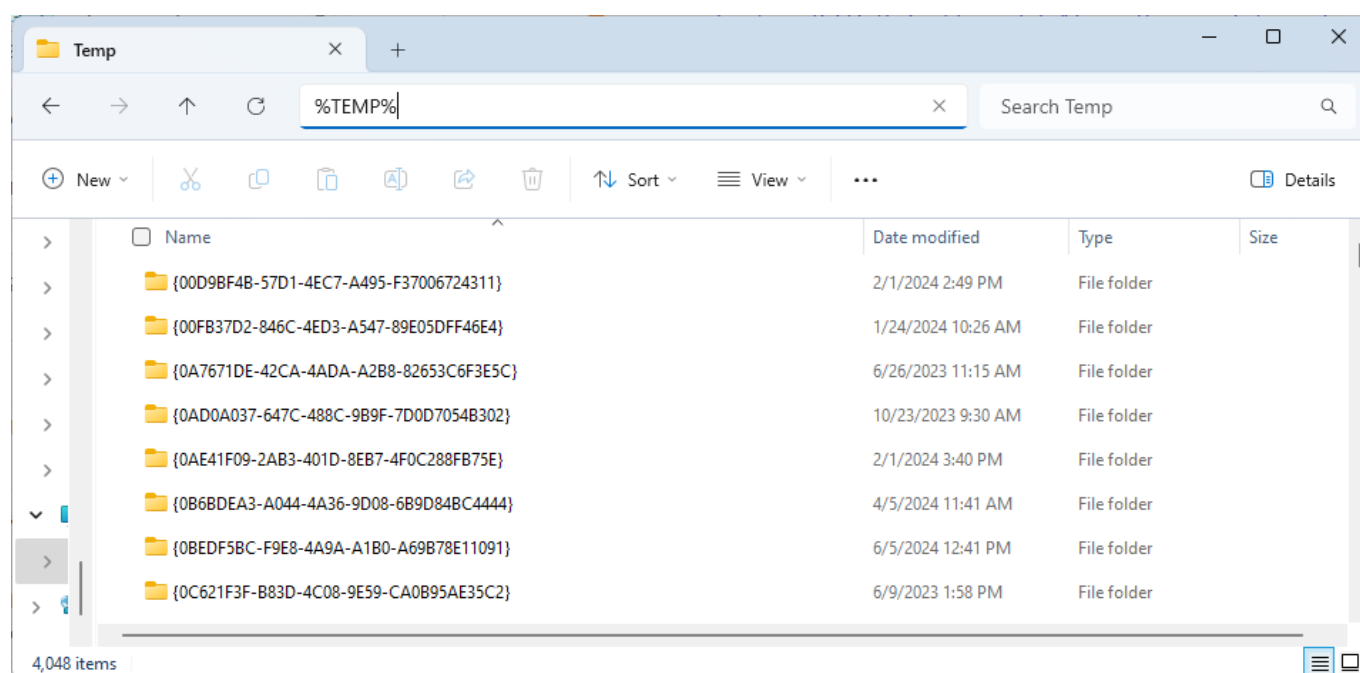 Temp
%TEMP%
Search Temp
New
Sort
View
Details
Name Date modified Type Size
{00D9BF4B-57D1-4EC7-A495-F37006724311} 2/1/2024 2:49 PM File folder
{00FB37D2-846C-4ED3-A547-89E05DFF46E4} 1/24/2024 10:26 AM File folder
{0A7671DE-42CA-4ADA-A2B8-82653C6F3E5C} 6/26/2023 11:15 AM File folder
{0AD0A037-647C-488C-9B9F-7D0D7054B302} 10/23/2023 9:30 AM File folder
{0AE41F09-2AB3-401D-8EB7-4F0C288FB75E} 2/1/2024 3:40 PM File folder
{0B6BDEA3-A044-4A36-9D08-6B9D84BC4444} 4/5/2024 11:41 AM File folder
{0BEDF5BC-F9E8-4A9A-A1B0-A69B78E11091} 6/5/2024 12:41 PM File folder
{0C621F3F-B83D-4C08-9E59-CA0B95AE35C2} 6/9/2023 1:58 PM File folder
4,048 items